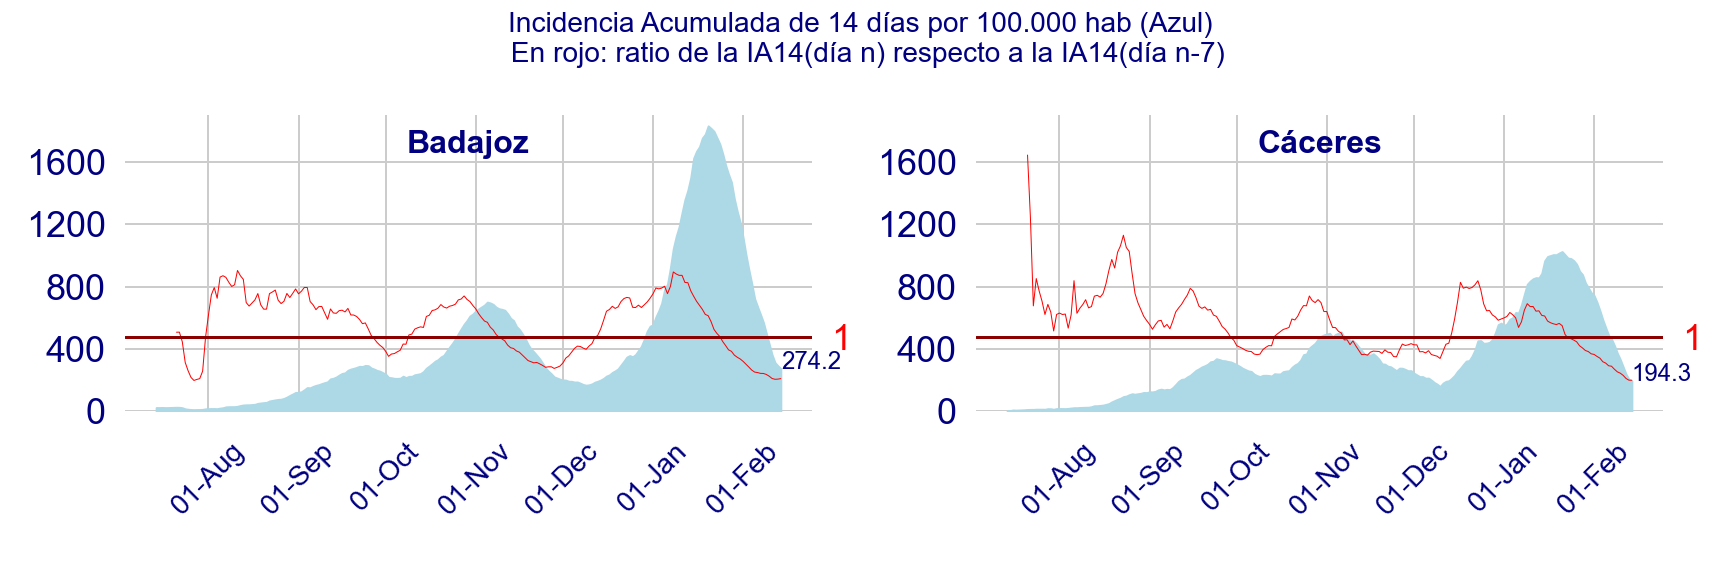 Incidencia Acumulada de 14 días por 100.000 hab (Azul)
En rojo: ratio de la IA14(día n) respecto a la IA14(día n-7)
Badajoz
1600
1200
800
400
0
1
274.2
01-Aug
01-Sep
01-Oct
01-Nov
01-Dec
01-Jan
01-Feb
Cáceres
1600
1200
800
400
0
1
194.3
01-Aug
01-Sep
01-Oct
01-Nov
01-Dec
01-Jan
01-Feb